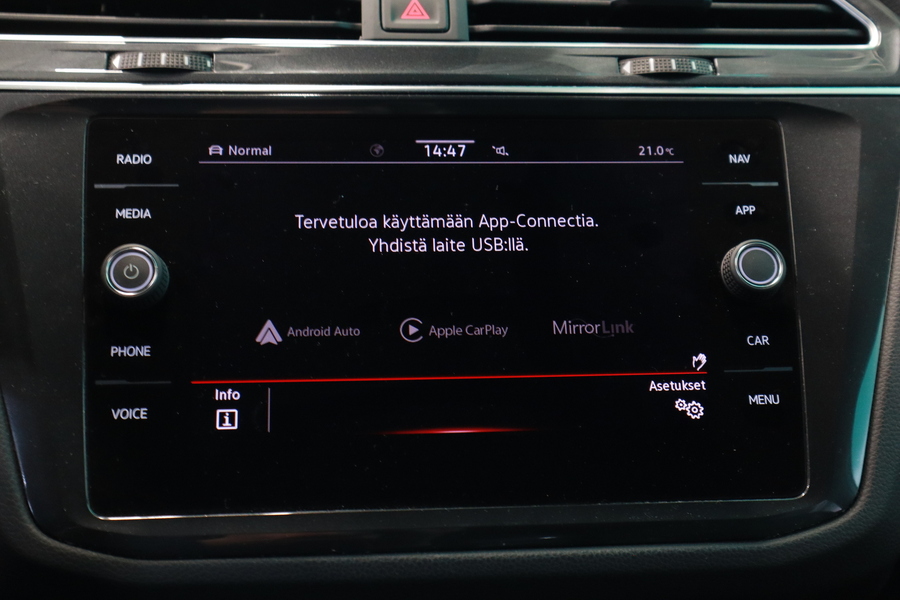 RADIO
MEDIA
PHONE
VOICE
Normal
14:47
21.0°C
Tervetuloa käyttämään App-Connectia.
Yhdistä laite USB:llä.
Android Auto
Apple CarPlay
MirrorLink
Info
Asetukset
NAV
APP
CAR
MENU